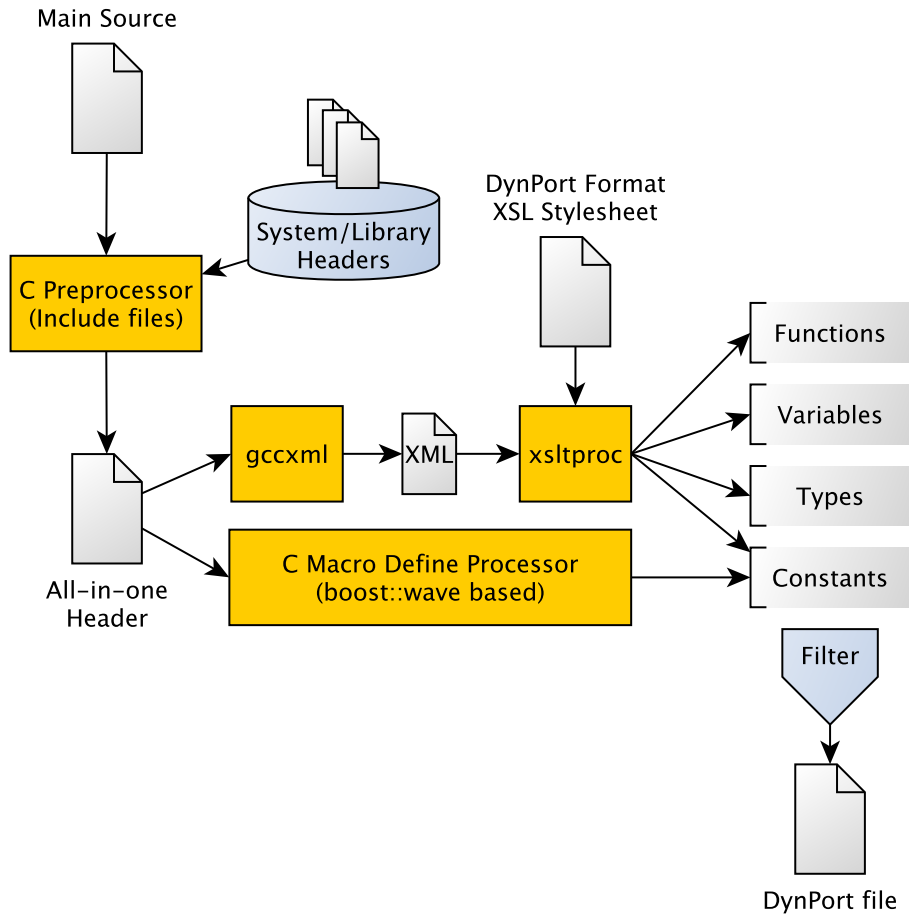 Main Source
DynPort Format
XSL Stylesheet
System/Library
Headers
C Preprocessor
(Include files)
Functions
Variables
gccxml
XML
xsltproc
Types
C Macro Define Processor
(boost::wave based)
Constants
All-in-one
Header
Filter
DynPort file